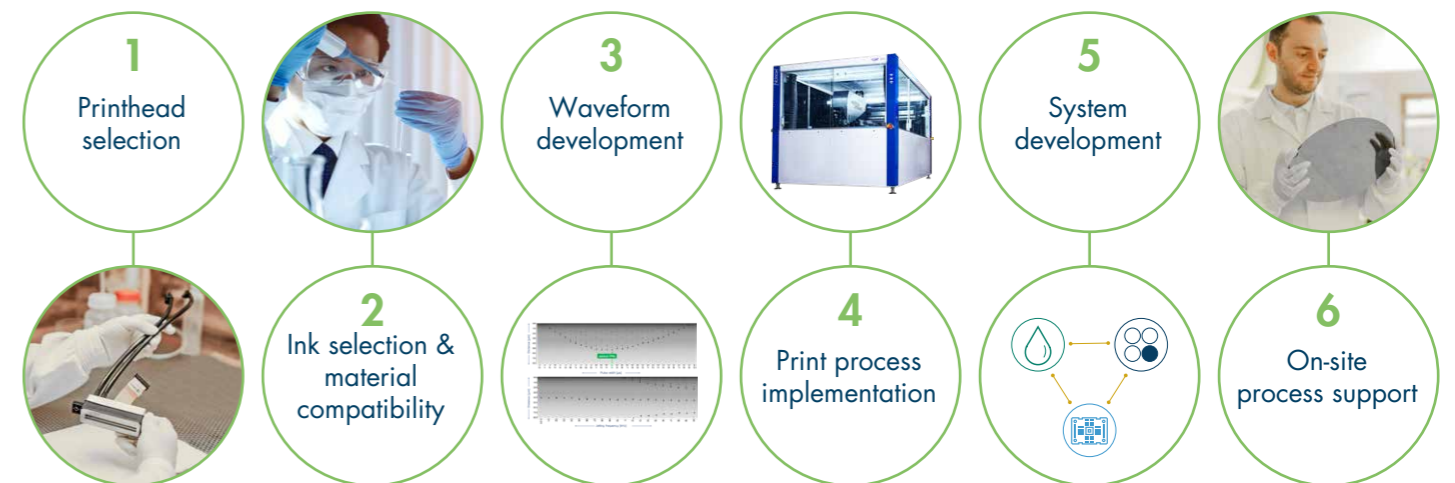 1
Printhead
selection
2
Ink selection &
material
compatibility
3
Waveform
development
4
Print process
implementation
5
System
development
6
On-site
process support